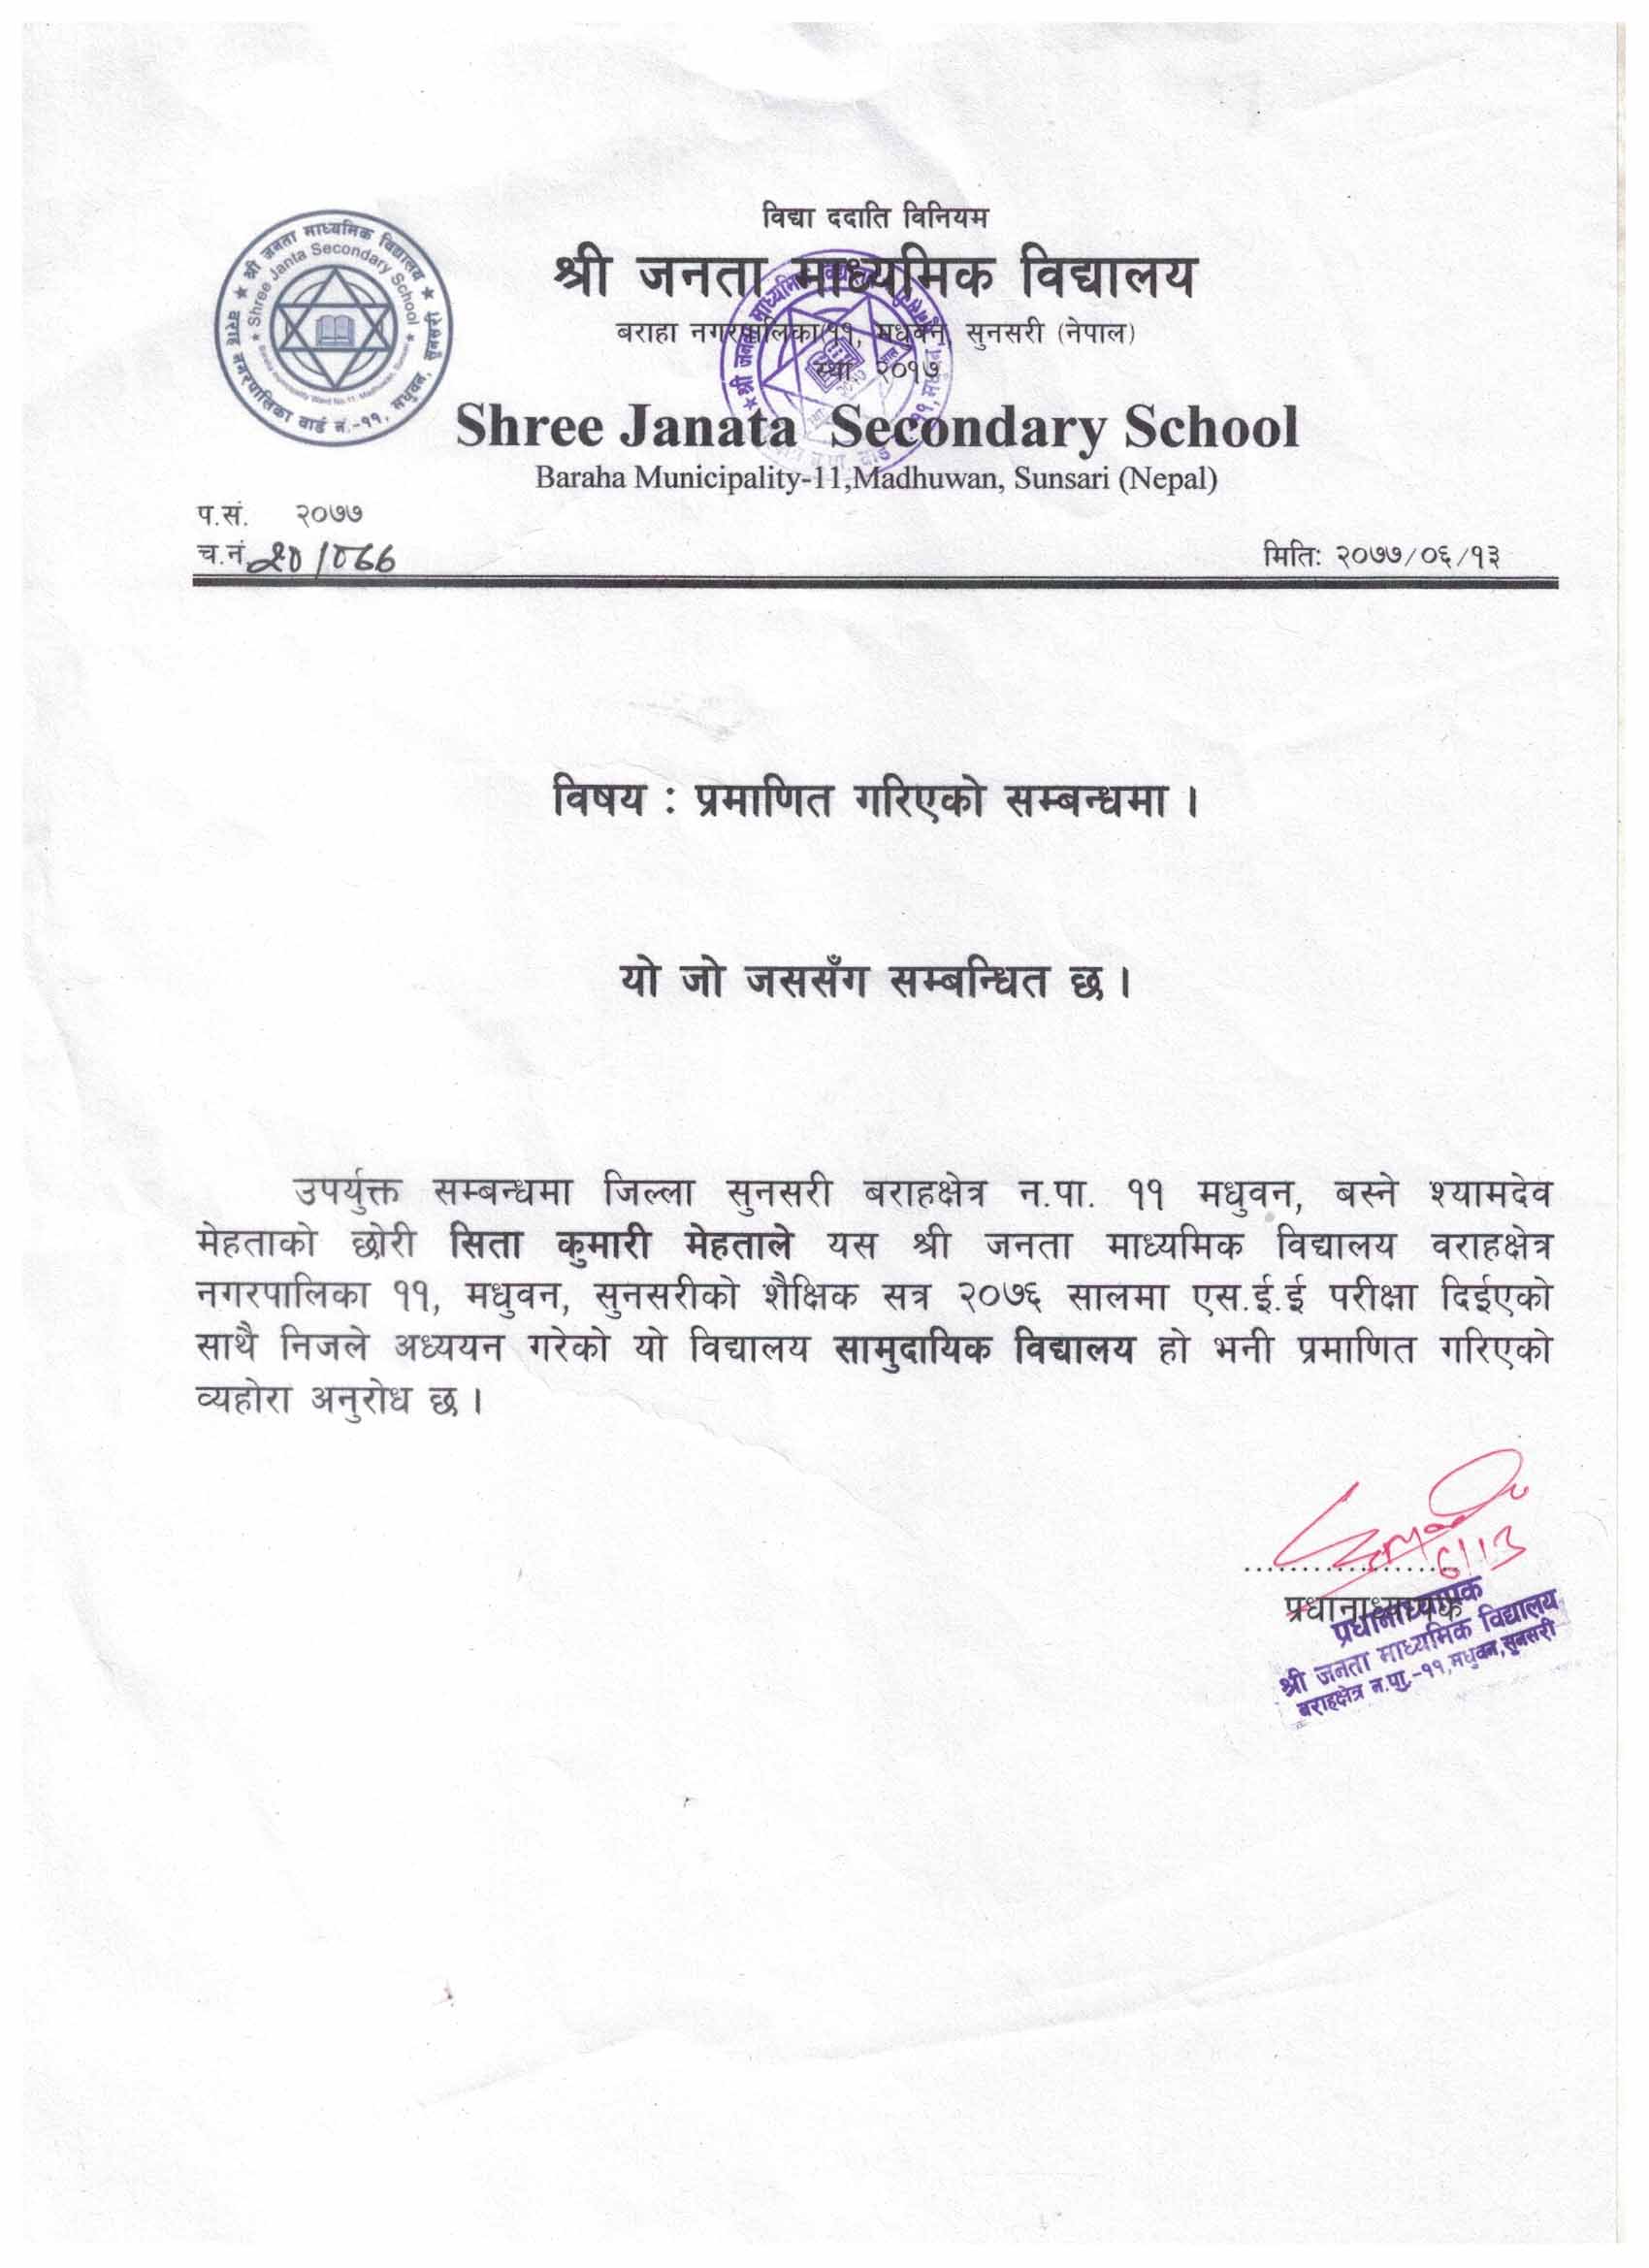 विद्या ददाति विनियम
श्री जनता माध्यमिक विद्यालय
बराहा नगरपालिका ११, मधुवन, सुनसरी (नेपाल)
स्था २०१७
Shree Janata Secondary School
Baraha Municipality-11,Madhuwan, Sunsari (Nepal)
श्री जनता माध्यमिक विद्यालय
Shree Janta Secondary School
वराह नगरपालिका वार्ड नं.-११, मधुवन, सुनसरी
प.सं. २०७७
च.नं.
मितिः २०७७/०६/१३
विषय : प्रमाणित गरिएको सम्बन्धमा ।
यो जो जससँग सम्बन्धित छ ।
उपर्युक्त सम्बन्धमा जिल्ला सुनसरी बराहक्षेत्र न.पा. ११ मधुवन, बस्ने श्यामदेव
मेहताको छोरी सिता कुमारी मेहताले यस श्री जनता माध्यमिक विद्यालय वराहक्षेत्र
नगरपालिका ११, मधुवन, सुनसरीको शैक्षिक सत्र २०७६ सालमा एस.ई.ई परीक्षा दिईएको
साथै निजले अध्ययन गरेको यो विद्यालय सामुदायिक विद्यालय हो भनी प्रमाणित गरिएको
व्यहोरा अनुरोध छ ।
6/13
प्रधानाध्यापक
प्रधानाध्यापक
श्री जनता माध्यमिक विद्यालय
बराहक्षेत्र न.पा.-११, मधुवन, सुनसरी